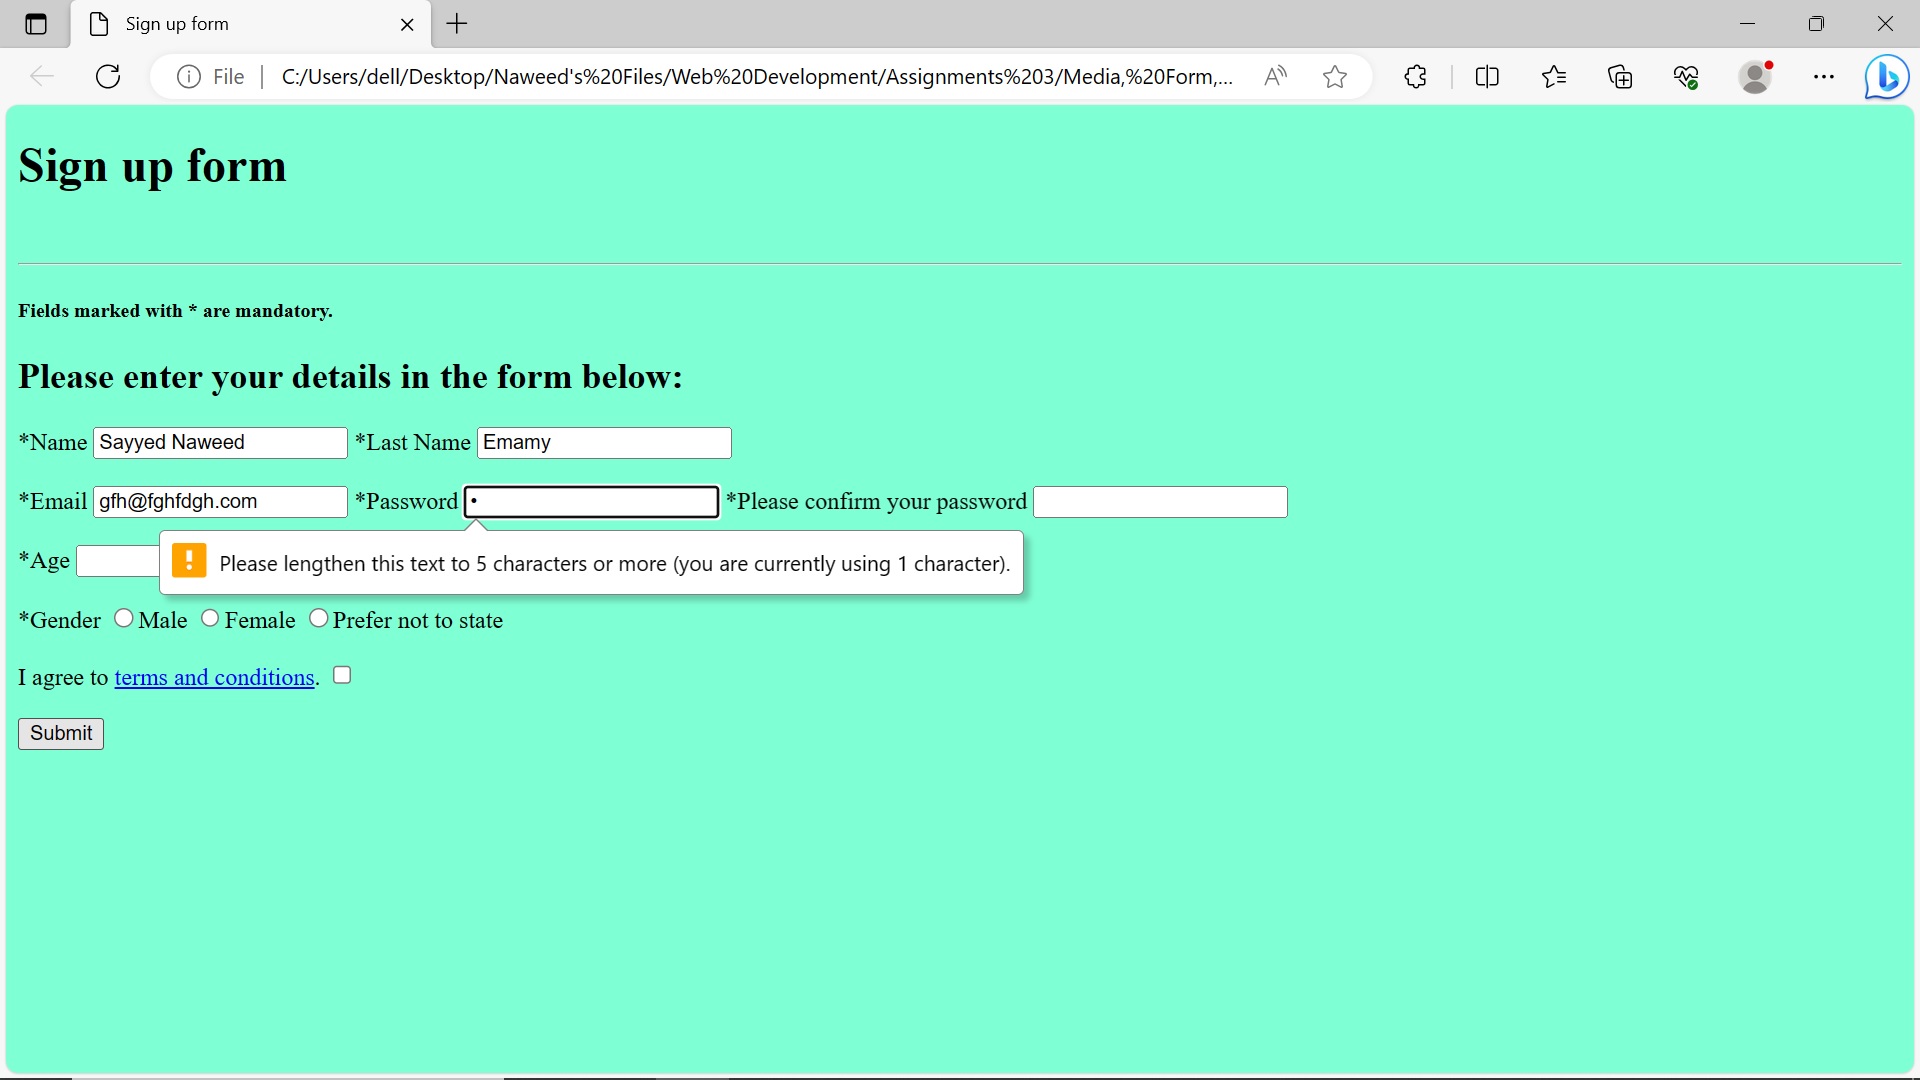 Sign up form
File C:/Users/dell/Desktop/Naweed's%20Files/Web%20Development/Assignments%203/Media,%20Form,...
Sign up form
Fields marked with * are mandatory.
Please enter your details in the form below:
*Name Sayyed Naweed *Last Name Emamy
*Email gfh@fghfdgh.com *Password • *Please confirm your password
*Age
! Please lengthen this text to 5 characters or more (you are currently using 1 character).
*Gender Male Female Prefer not to state
I agree to terms and conditions.
Submit